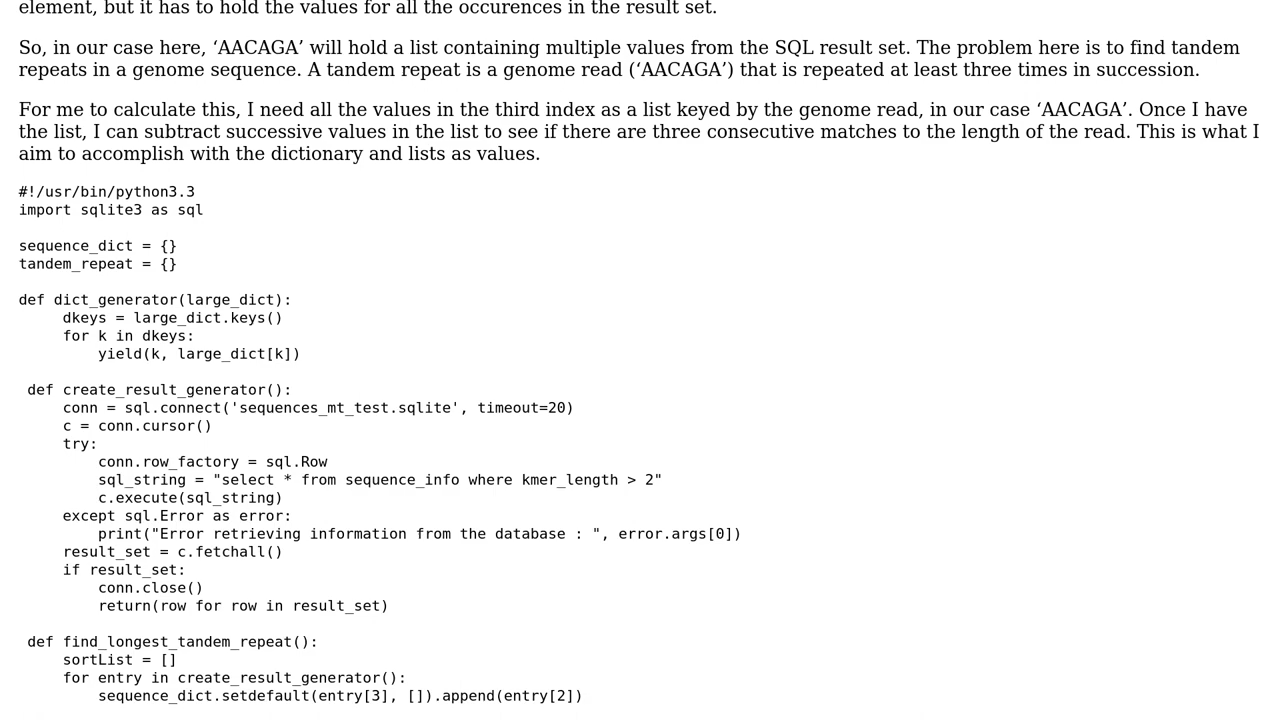 element, but it has to hold the values for all the occurences in the result set.
So, in our case here, ‘AACAGA’ will hold a list containing multiple values from the SQL result set. The problem here is to find tandem
repeats in a genome sequence. A tandem repeat is a genome read (‘AACAGA’) that is repeated at least three times in succession.
For me to calculate this, I need all the values in the third index as a list keyed by the genome read, in our case ‘AACAGA’. Once I have
the list, I can subtract successive values in the list to see if there are three consecutive matches to the length of the read. This is what I
aim to accomplish with the dictionary and lists as values.
#!/usr/bin/python3.3
import sqlite3 as sql
sequence_dict = {}
tandem_repeat = {}
def dict_generator(large_dict):
     dkeys = large_dict.keys()
     for k in dkeys:
         yield(k, large_dict[k])
 def create_result_generator():
     conn = sql.connect('sequences_mt_test.sqlite', timeout=20)
     c = conn.cursor()
     try:
         conn.row_factory = sql.Row
         sql_string = "select * from sequence_info where kmer_length > 2"
         c.execute(sql_string)
     except sql.Error as error:
         print("Error retrieving information from the database : ", error.args[0])
     result_set = c.fetchall()
     if result_set:
         conn.close()
         return(row for row in result_set)
 def find_longest_tandem_repeat():
     sortList = []
     for entry in create_result_generator():
         sequence_dict.setdefault(entry[3], []).append(entry[2])